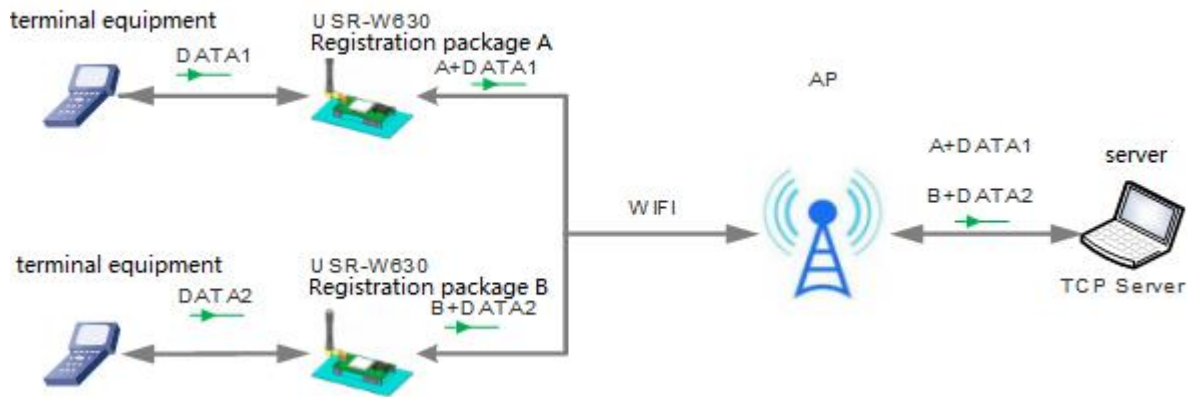 terminal equipment
USR-W630
Registration package A
DATA1
A+DATA1
AP
A+DATA1
server
B+DATA2
WIFI
TCP Server
terminal equipment
USR-W630
Registration package B
DATA2
B+DATA2